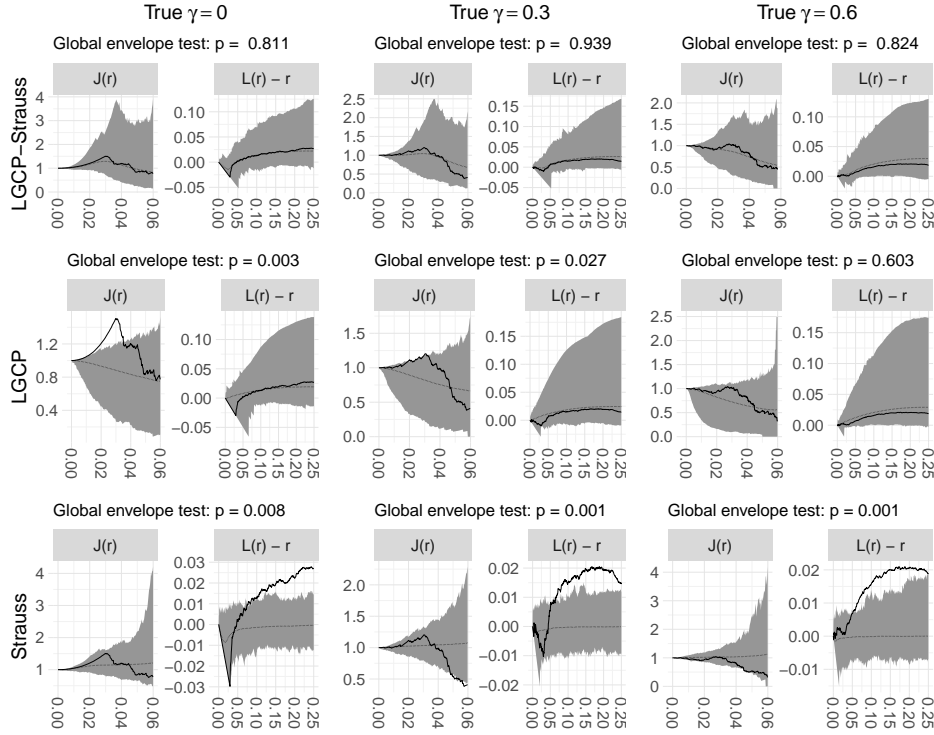 True γ = 0 True γ = 0.3 True γ = 0.6
Global envelope test: p = 0.811 Global envelope test: p = 0.939 Global envelope test: p = 0.824
LGCP−Strauss
J(r) L(r) − r J(r) L(r) − r J(r) L(r) − r
4 3 2 1 0
0.10 0.05 0.00 −0.05
2.5 2.0 1.5 1.0 0.5 0.0
0.15 0.10 0.05 0.00 −0.05
2.0 1.5 1.0 0.5 0.0
0.15 0.10 0.05 0.00
0.00 0.02 0.04 0.06 0.00 0.05 0.10 0.15 0.20 0.25 0.00 0.02 0.04 0.06 0.00 0.05 0.10 0.15 0.20 0.25 0.00 0.02 0.04 0.06 0.00 0.05 0.10 0.15 0.20 0.25
Global envelope test: p = 0.003 Global envelope test: p = 0.027 Global envelope test: p = 0.603
LGCP
J(r) L(r) − r J(r) L(r) − r J(r) L(r) − r
1.2 0.8 0.4
0.10 0.05 0.00 −0.05
1.5 1.0 0.5 0.0
0.15 0.10 0.05 0.00
2.5 2.0 1.5 1.0 0.5 0.0
0.15 0.10 0.05 0.00
0.00 0.02 0.04 0.06 0.00 0.05 0.10 0.15 0.20 0.25 0.00 0.02 0.04 0.06 0.00 0.05 0.10 0.15 0.20 0.25 0.00 0.02 0.04 0.06 0.00 0.05 0.10 0.15 0.20 0.25
Global envelope test: p = 0.008 Global envelope test: p = 0.001 Global envelope test: p = 0.001
Strauss
J(r) L(r) − r J(r) L(r) − r J(r) L(r) − r
4 3 2 1
0.03 0.02 0.01 0.00 −0.01 −0.02 −0.03
2.0 1.5 1.0 0.5
0.02 0.01 0.00 −0.01 −0.02
4 3 2 1 0
0.02 0.01 0.00 −0.01
0.00 0.02 0.04 0.06 0.00 0.05 0.10 0.15 0.20 0.25 0.00 0.02 0.04 0.06 0.00 0.05 0.10 0.15 0.20 0.25 0.00 0.02 0.04 0.06 0.00 0.05 0.10 0.15 0.20 0.25